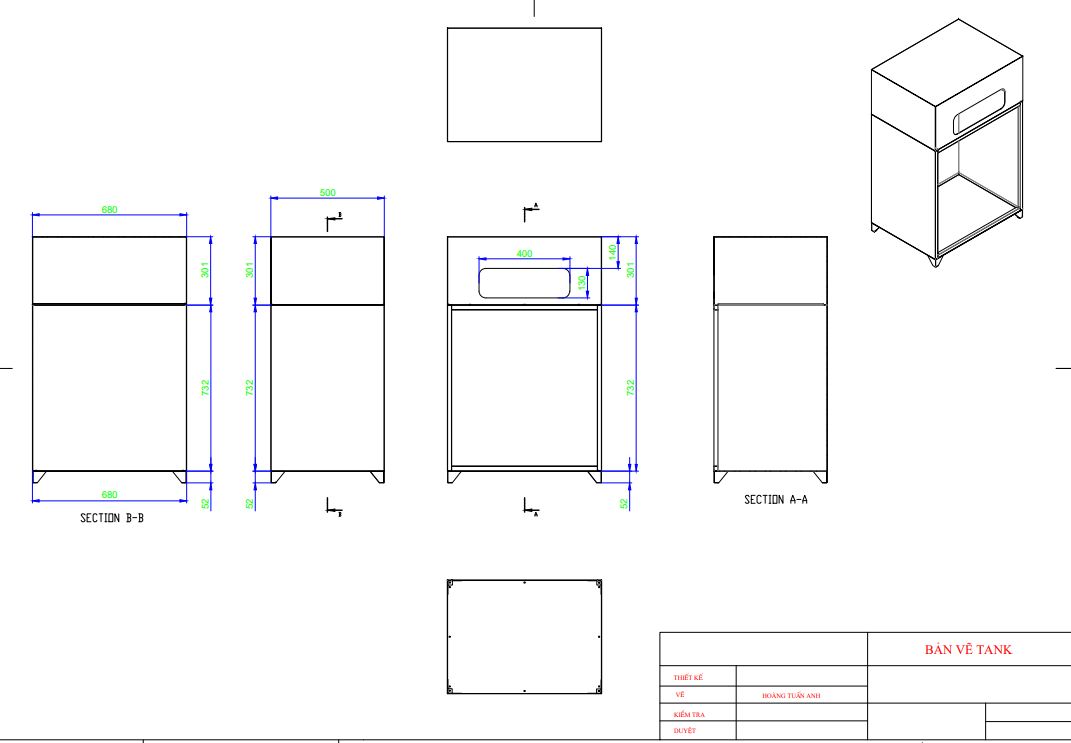 680
301
732
52
680
SECTION B-B
500
301
732
52
B
B
A
400
130
140
301
732
52
A
SECTION A-A
BẢN VẼ TANK
THIẾT KẾ
VẼ
HOÀNG TUẤN ANH
KIỂM TRA
DUYỆT